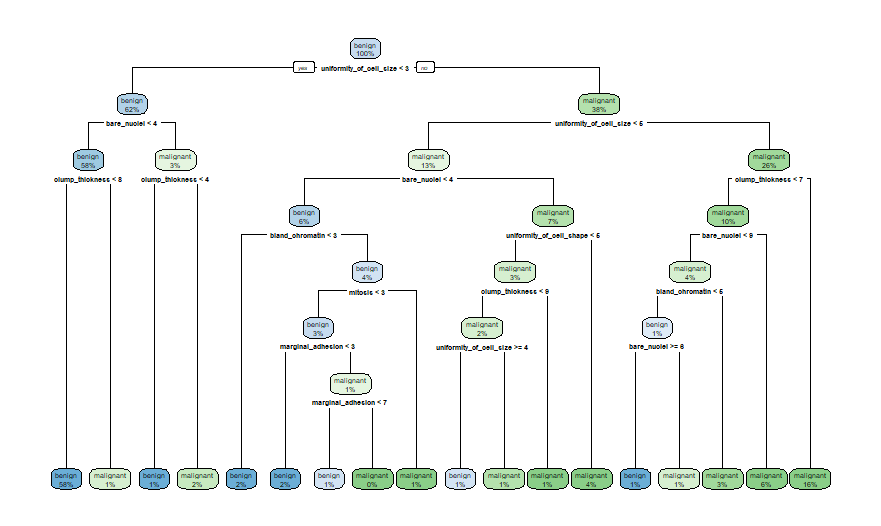 benign
100%
yes uniformity_of_cell_size < 3 no
benign malignant
62% 38%
bare_nuclei < 4 uniformity_of_cell_size < 5
benign malignant malignant malignant
58% 3% 13% 26%
clump_thickness < 8 clump_thickness < 4 bare_nuclei < 4 clump_thickness < 7
benign malignant malignant
6% 7% 10%
bland_chromatin < 3 uniformity_of_cell_shape < 5 bare_nuclei < 9
benign malignant malignant
4% 3% 4%
mitosis < 3 clump_thickness < 9 bland_chromatin < 5
benign malignant benign
3% 2% 1%
marginal_adhesion < 3 uniformity_of_cell_size >= 4 bare_nuclei >= 6
malignant
1%
marginal_adhesion < 7
benign malignant benign malignant benign benign benign malignant malignant benign malignant malignant malignant benign malignant malignant malignant malignant
58% 1% 1% 2% 2% 2% 1% 0% 1% 1% 1% 1% 4% 1% 1% 3% 6% 16%